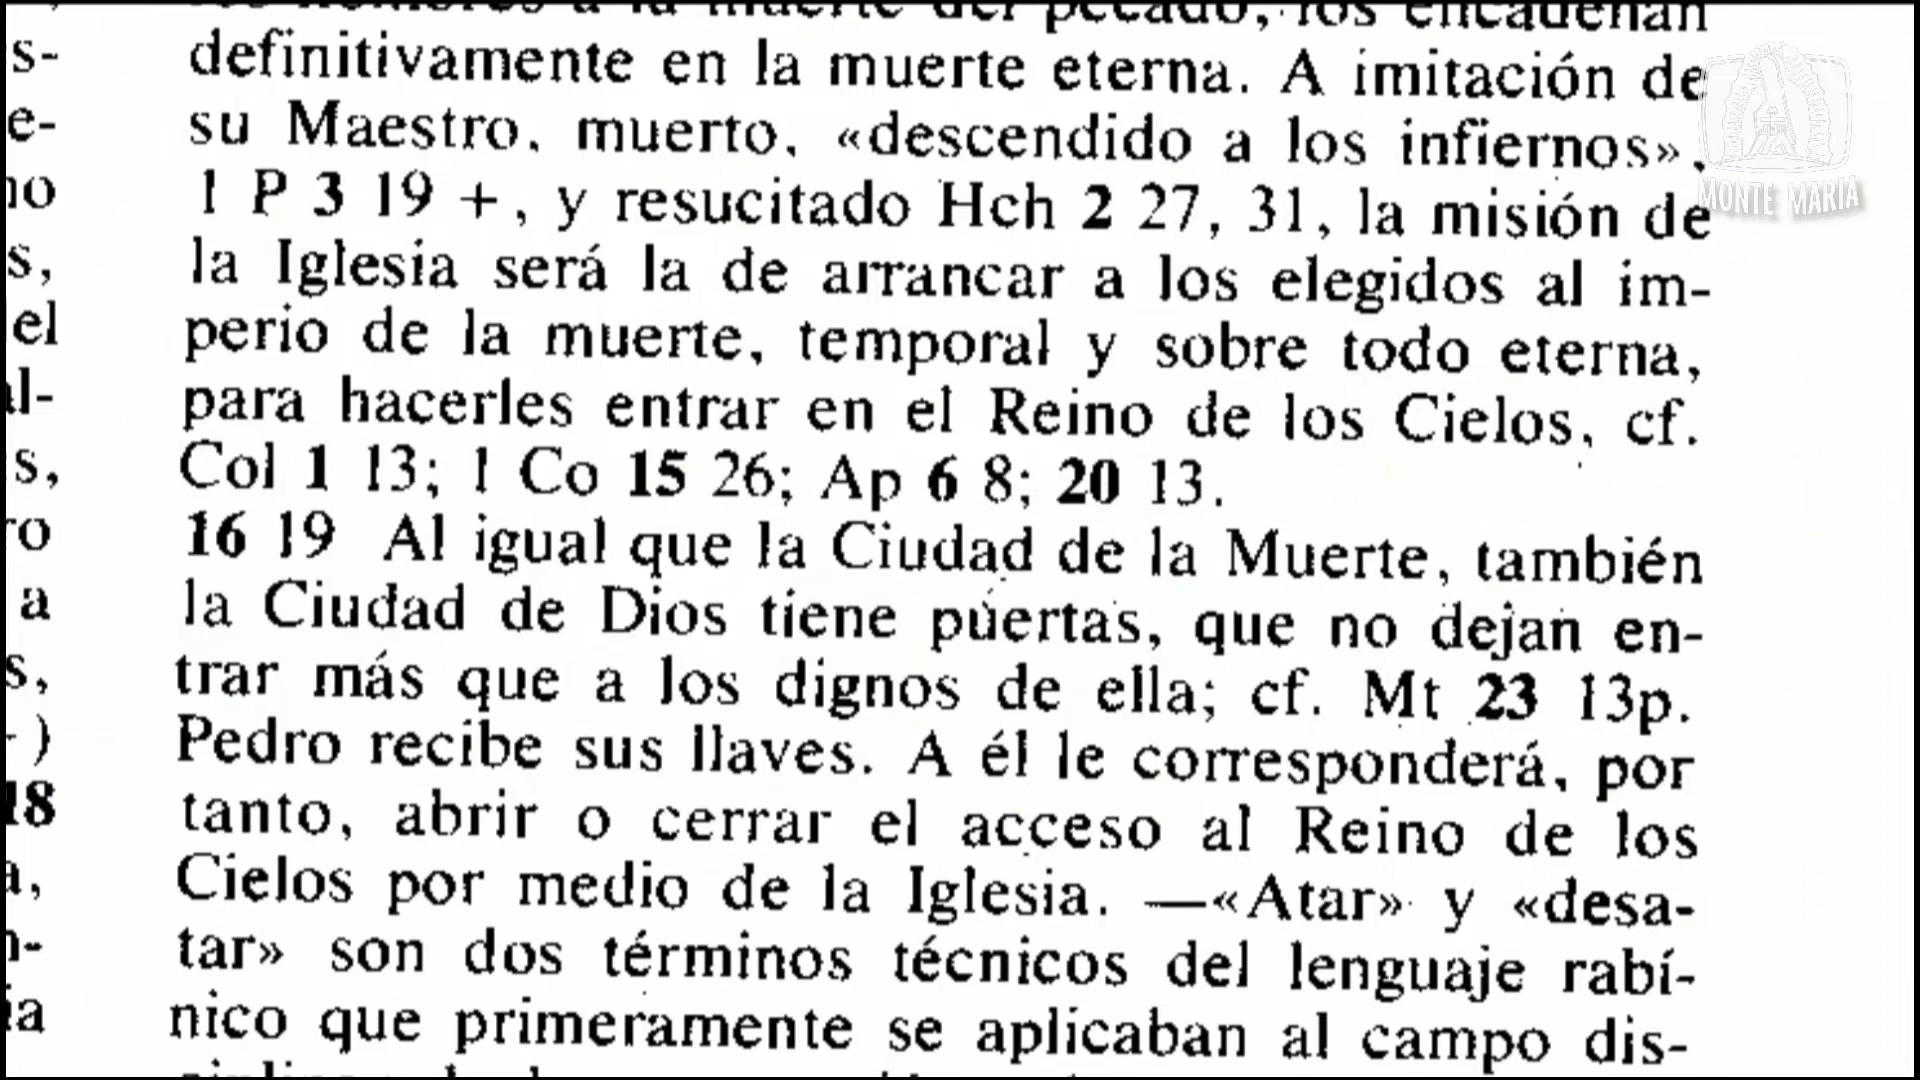 definitivamente en la muerte eterna. A imitación de
su Maestro, muerto, «descendido a los infiernos»,
1 P 3 19 +, y resucitado Hch 2 27, 31, la misión de
la Iglesia será la de arrancar a los elegidos al im-
perio de la muerte, temporal y sobre todo eterna,
para hacerles entrar en el Reino de los Cielos, cf.
Col 1 13; 1 Co 15 26; Ap 6 8; 20 13.
16 19 Al igual que la Ciudad de la Muerte, también
la Ciudad de Dios tiene puertas, que no dejan en-
trar más que a los dignos de ella; cf. Mt 23 13p.
Pedro recibe sus llaves. A él le corresponderá, por
tanto, abrir o cerrar el acceso al Reino de los
Cielos por medio de la Iglesia. —«Atar» y «desa-
tar» son dos términos técnicos del lenguaje rabí-
nico que primeramente se aplicaban al campo dis-
MONTE MARÍA